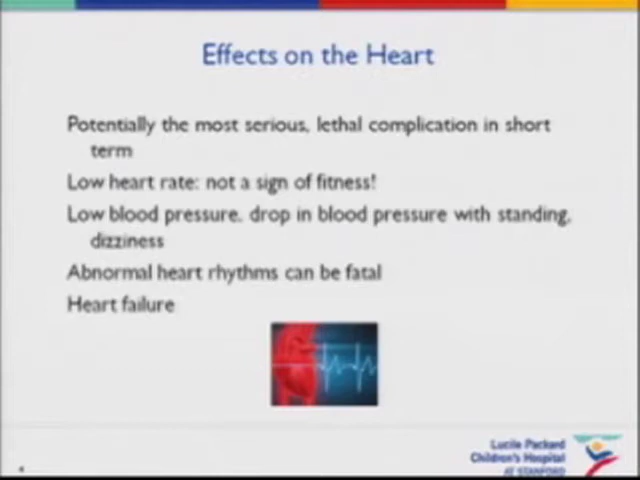 Effects on the Heart
Potentially the most serious, lethal complication in short
term
Low heart rate: not a sign of fitness!
Low blood pressure, drop in blood pressure with standing,
dizziness
Abnormal heart rhythms can be fatal
Heart failure
Lucile Packard
Children's Hospital
AT STANFORD